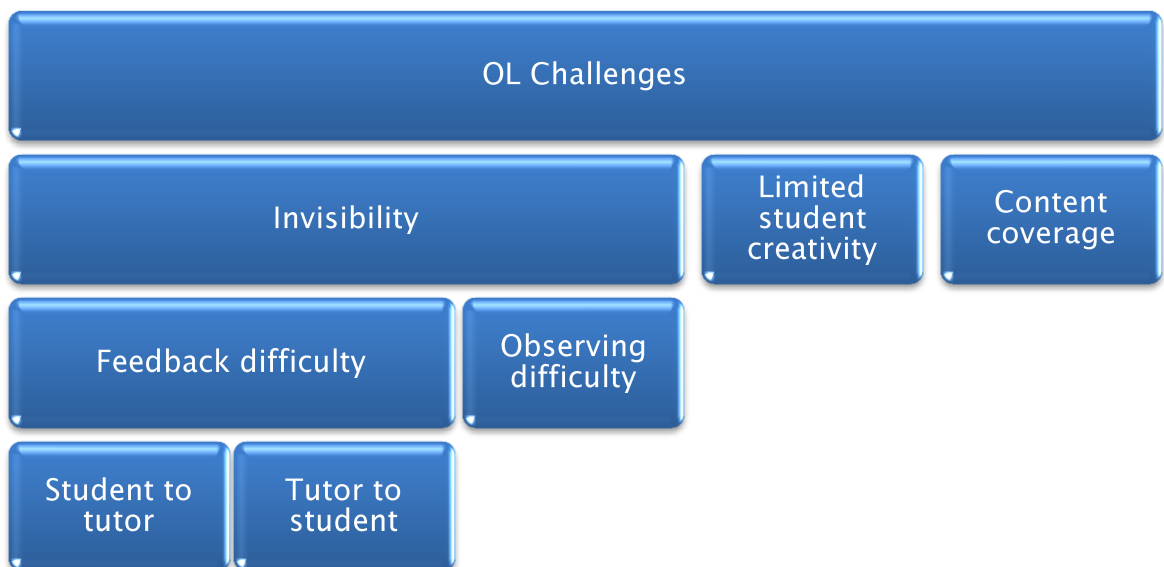 OL Challenges
Invisibility
Limited
student
creativity
Content
coverage
Feedback difficulty
Observing
difficulty
Student to
tutor
Tutor to
student